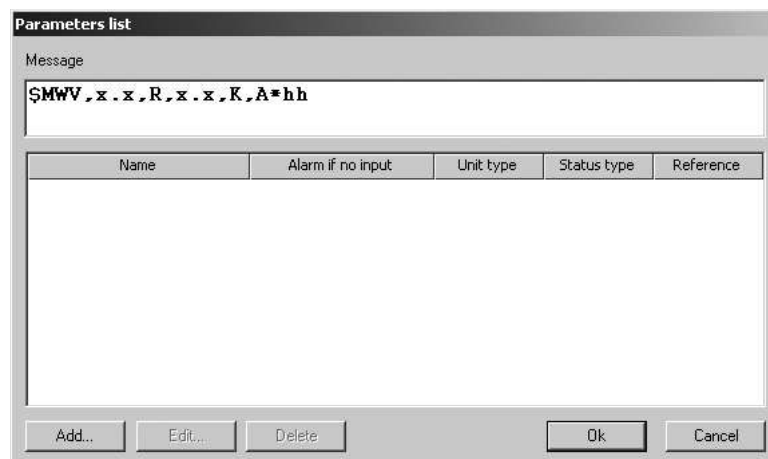 Parameters list
Message
$MWV,x.x,R,x.x,K,A*hh
Name Alarm if no input Unit type Status type Reference
Add... Edit... Delete Ok Cancel